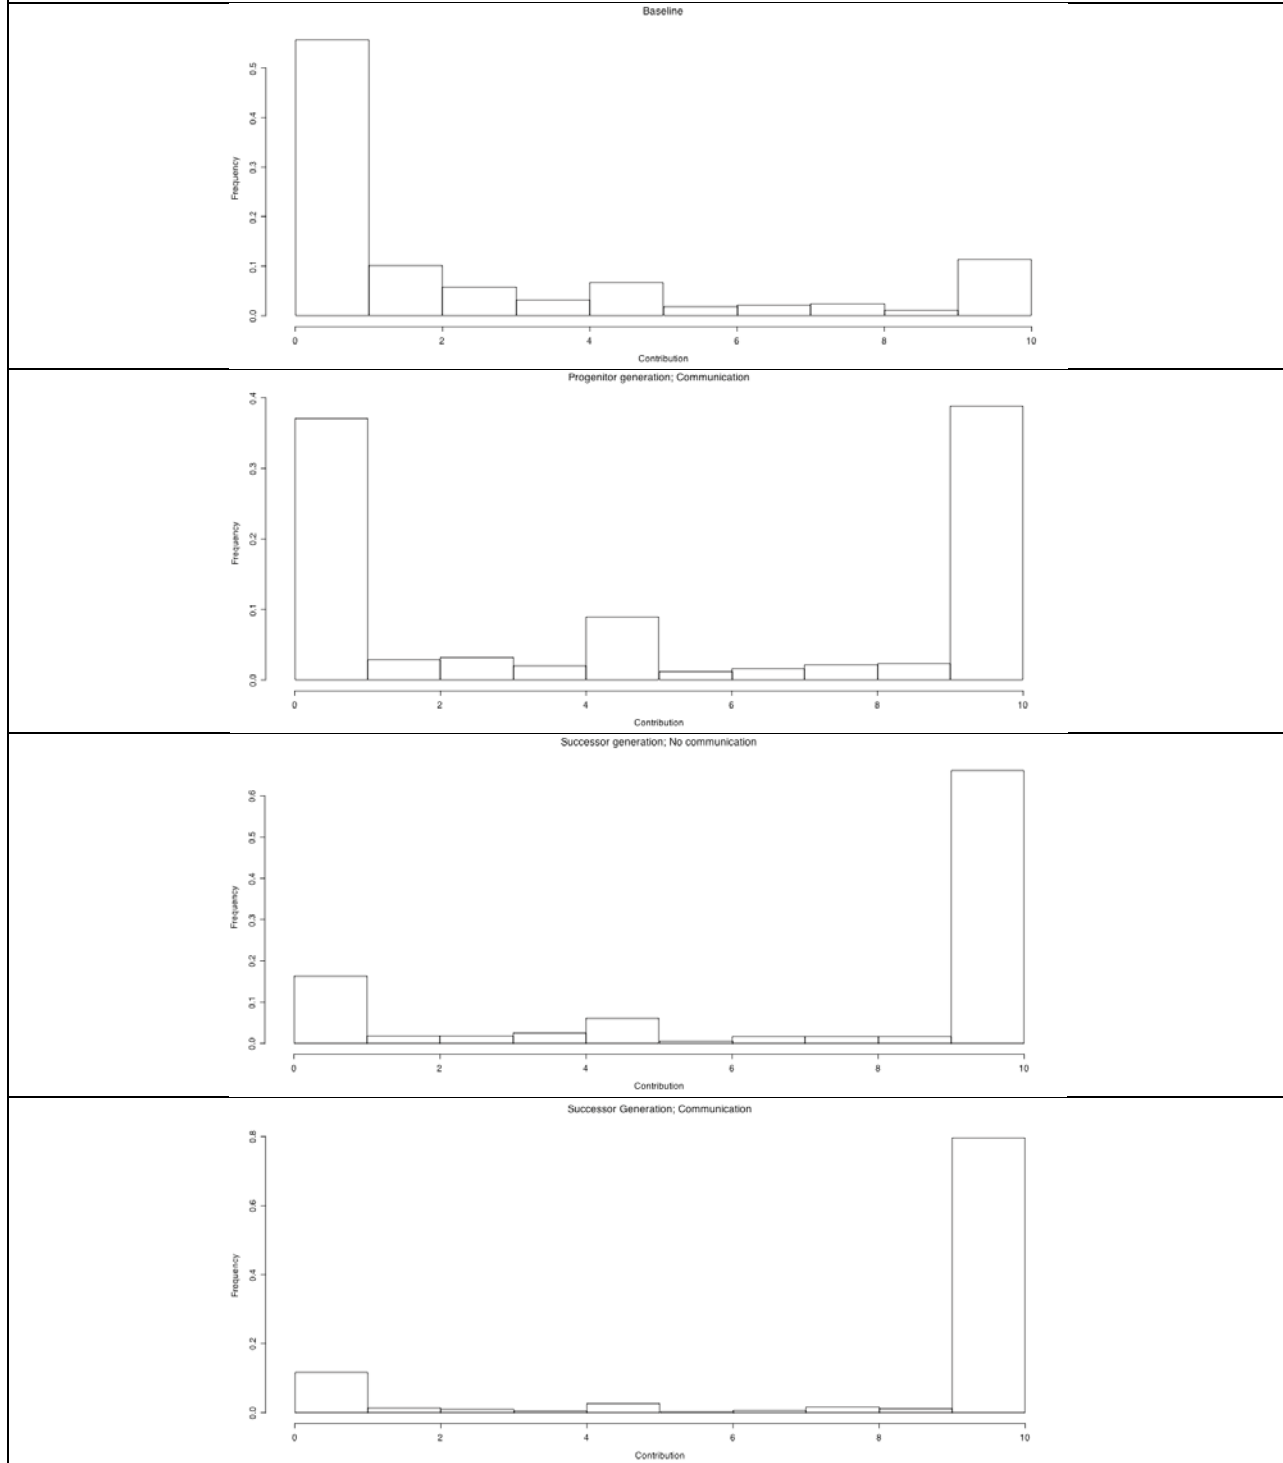 Baseline
Frequency
0.5
0.4
0.3
0.2
0.1
0.0
0 2 4 6 8 10
Contribution
Progenitor generation; Communication
Frequency
0.4
0.3
0.2
0.1
0.0
0 2 4 6 8 10
Contribution
Successor generation; No communication
Frequency
0.6
0.5
0.4
0.3
0.2
0.1
0.0
0 2 4 6 8 10
Contribution
Successor Generation; Communication
Frequency
0.8
0.6
0.4
0.2
0.0
0 2 4 6 8 10
Contribution